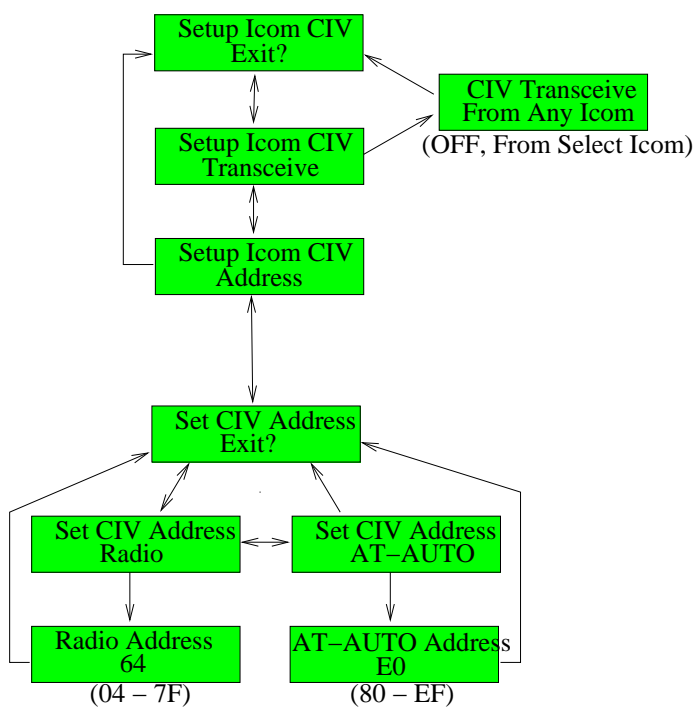 Setup Icom CIV
Exit?
CIV Transceive
From Any Icom
(OFF, From Select Icom)
Setup Icom CIV
Transceive
Setup Icom CIV
Address
Set CIV Address
Exit?
Set CIV Address
Radio
Set CIV Address
AT−AUTO
Radio Address
64
(04 – 7F)
AT−AUTO Address
E0
(80 – EF)